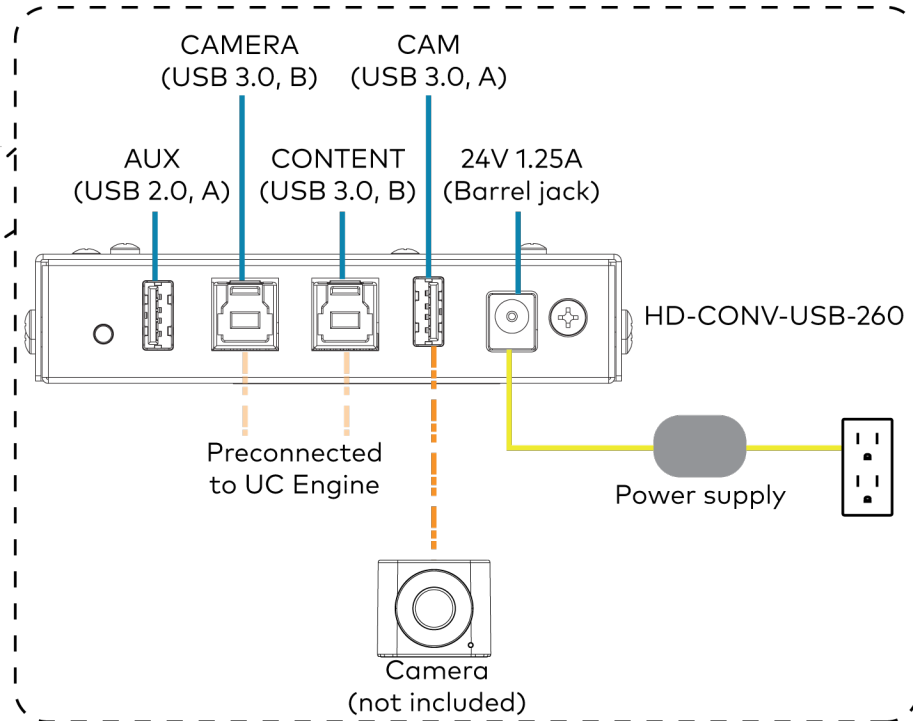 CAMERA
(USB 3.0, B)
CAM
(USB 3.0, A)
AUX
(USB 2.0, A)
CONTENT
(USB 3.0, B)
24V 1.25A
(Barrel jack)
HD-CONV-USB-260
Preconnected
to UC Engine
Power supply
Camera
(not included)